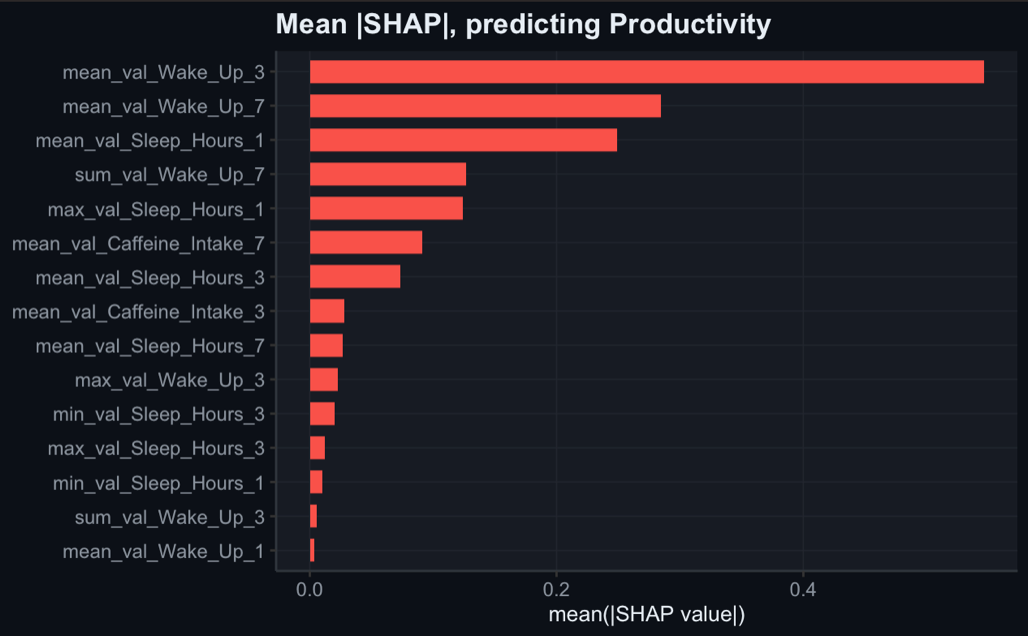 Mean |SHAP|, predicting Productivity
mean_val_Wake_Up_3
mean_val_Wake_Up_7
mean_val_Sleep_Hours_1
sum_val_Wake_Up_7
max_val_Sleep_Hours_1
mean_val_Caffeine_Intake_7
mean_val_Sleep_Hours_3
mean_val_Caffeine_Intake_3
mean_val_Sleep_Hours_7
max_val_Wake_Up_3
min_val_Sleep_Hours_3
max_val_Sleep_Hours_3
min_val_Sleep_Hours_1
sum_val_Wake_Up_3
mean_val_Wake_Up_1
0.0 0.2 0.4
mean(|SHAP value|)